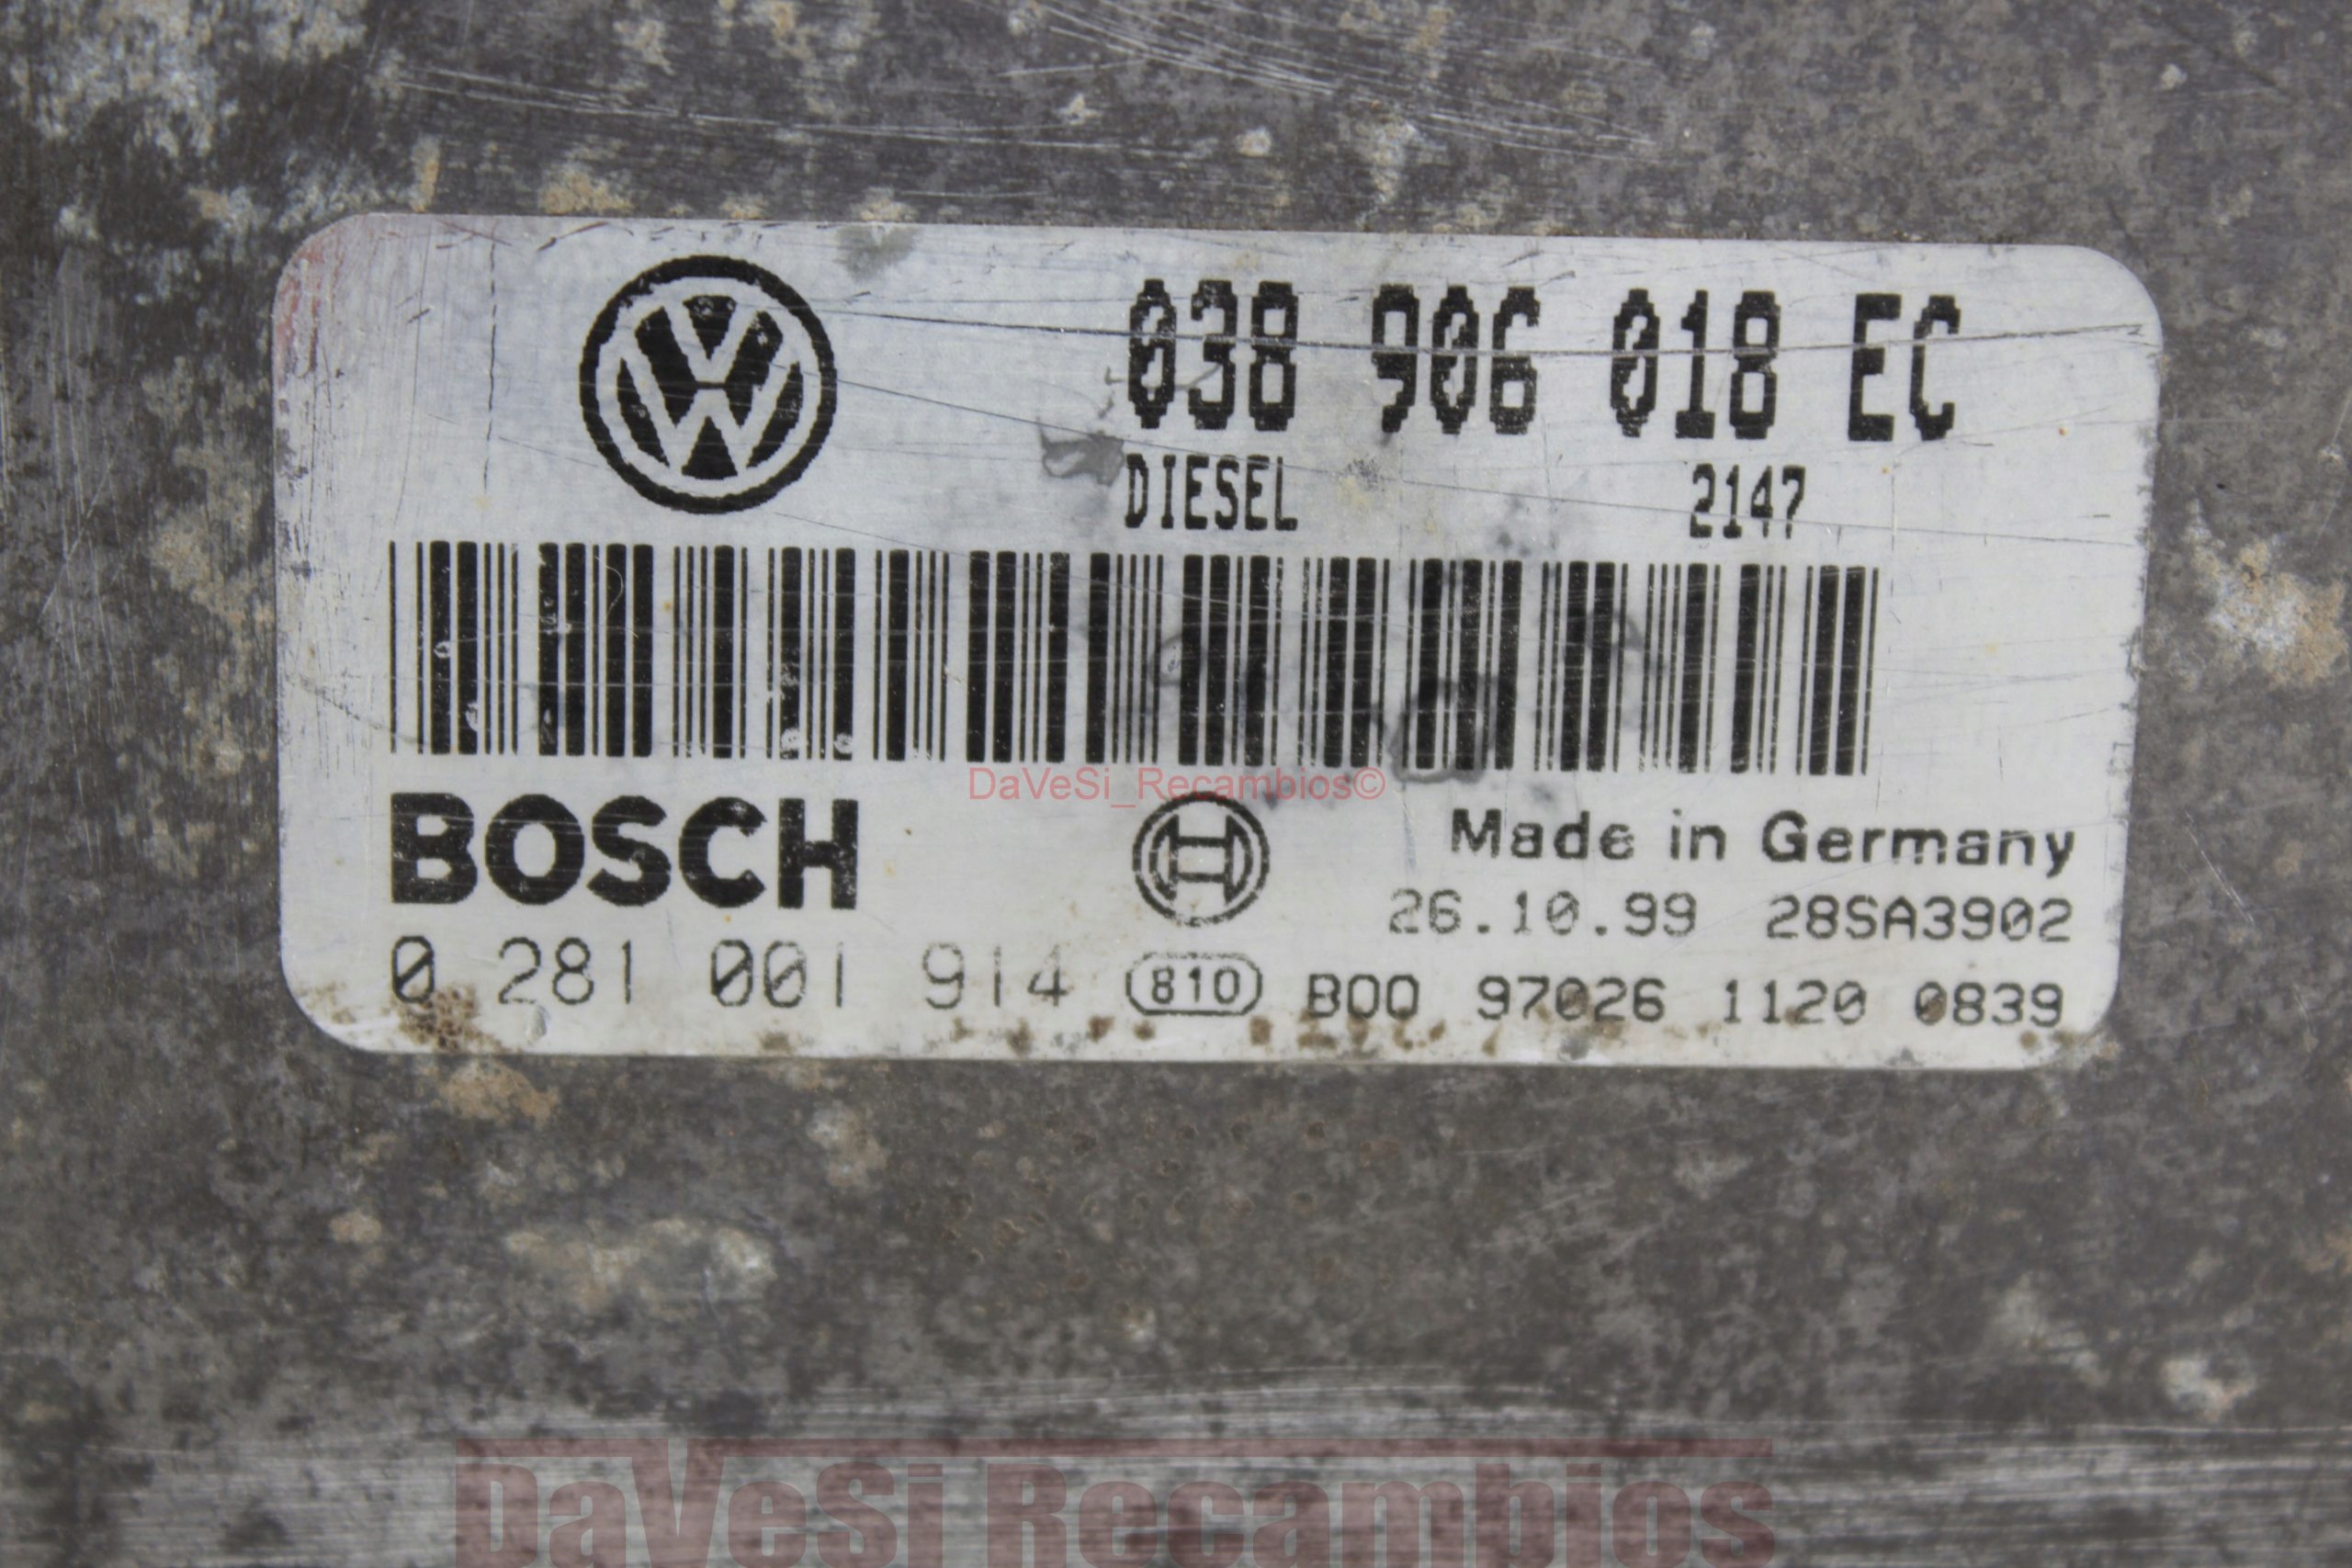 038 906 018 EC
DIESEL 2147
DaVeSi_Recambios©
BOSCH
Made in Germany
26.10.99 28SA3902
0 281 001 914 810 B00 97026 1120 0839
DaVeSi Recambios